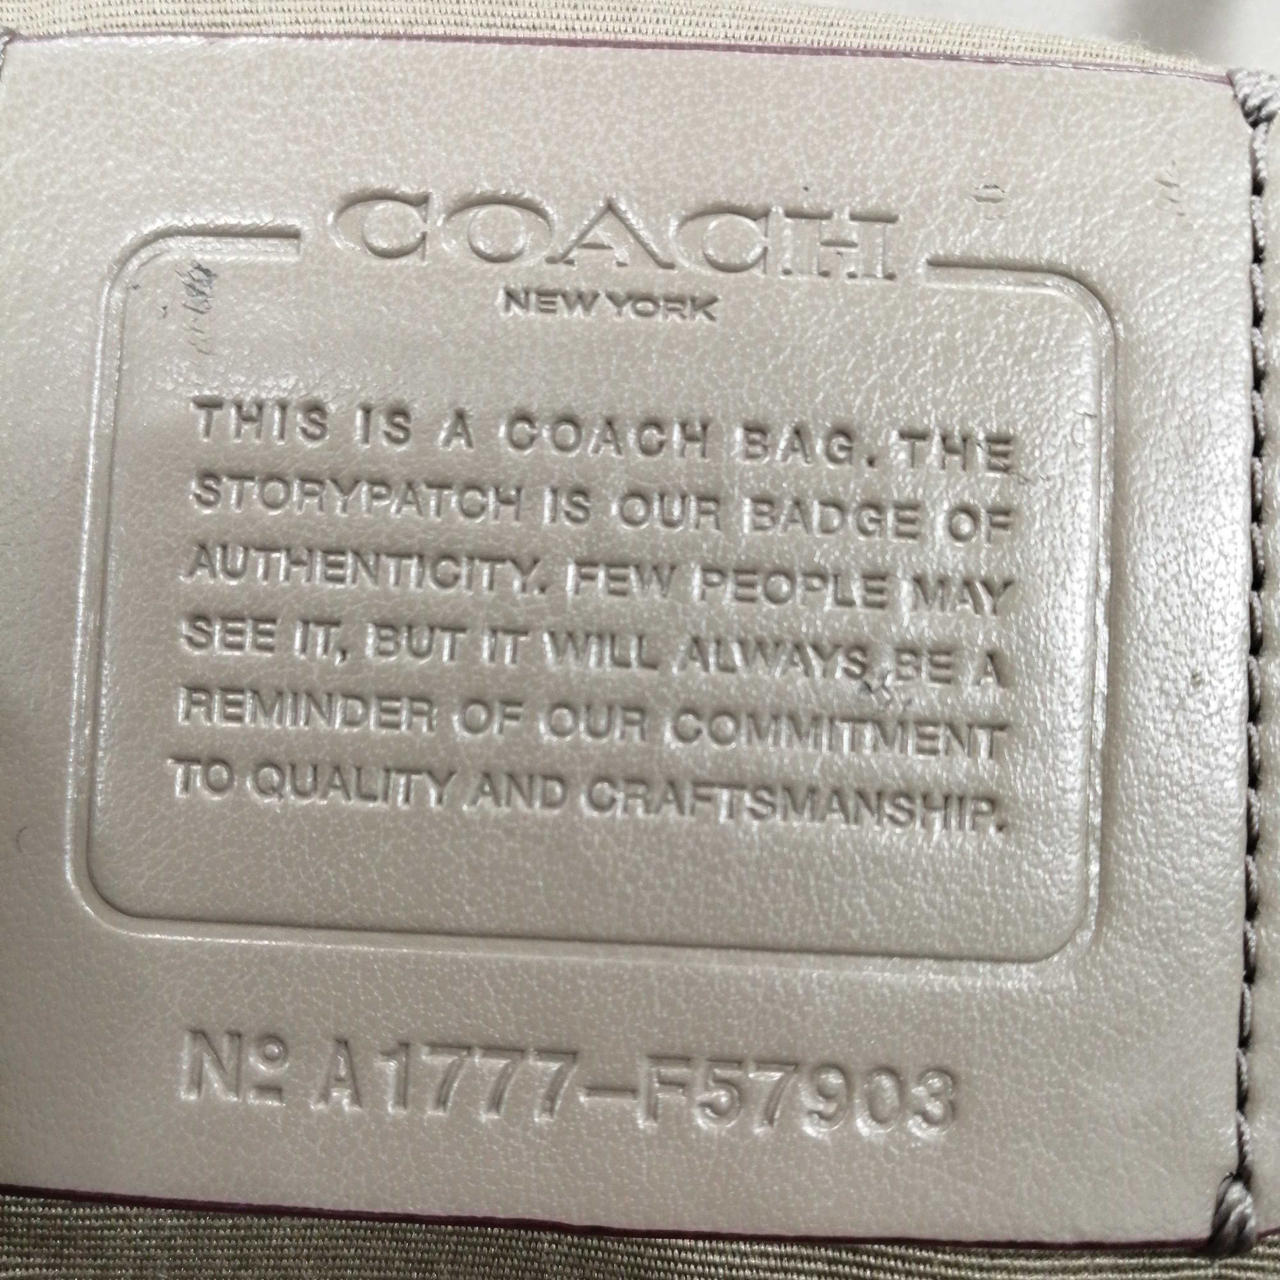 COACH
NEW YORK
THIS IS A COACH BAG. THE
STORYPATCH IS OUR BADGE OF
AUTHENTICITY. FEW PEOPLE MAY
SEE IT, BUT IT WILL ALWAYS BE A
REMINDER OF OUR COMMITMENT
TO QUALITY AND CRAFTSMANSHIP.
Nº A1777-F57903